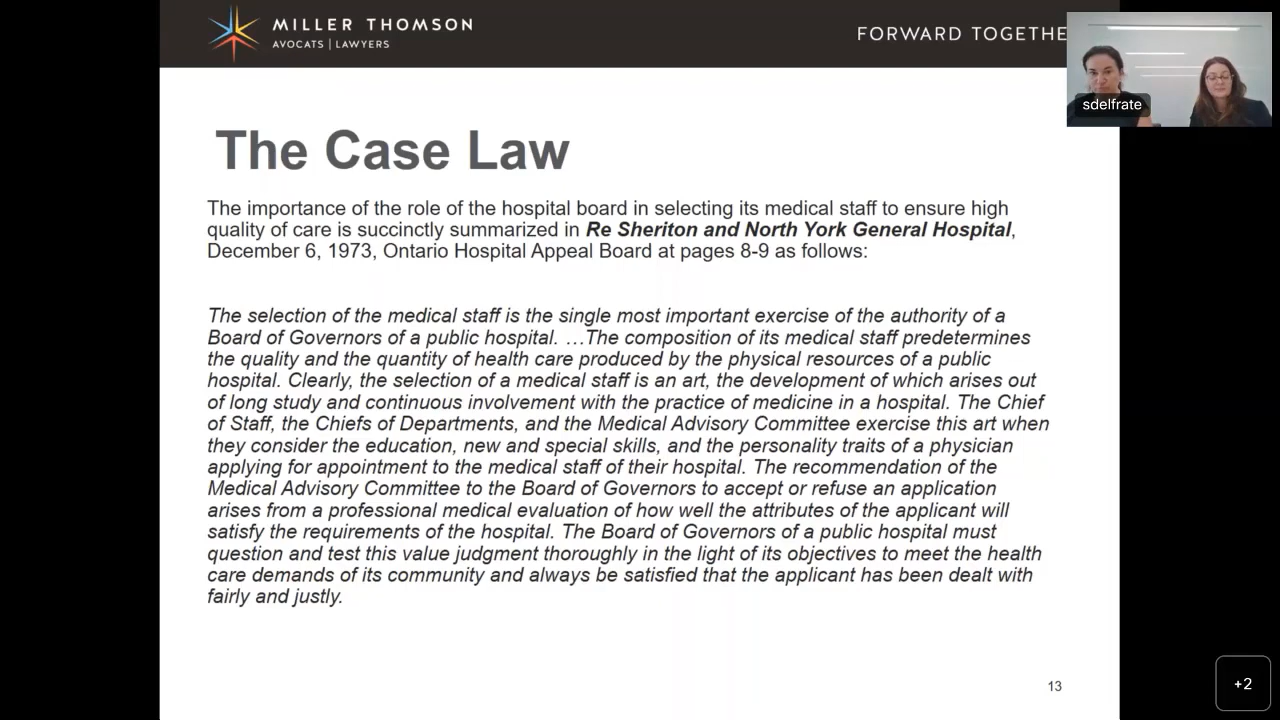 MILLER THOMSON
AVOCATS | LAWYERS
FORWARD TOGETHE
sdelfrate
The Case Law
The importance of the role of the hospital board in selecting its medical staff to ensure high
quality of care is succinctly summarized in Re Sheriton and North York General Hospital,
December 6, 1973, Ontario Hospital Appeal Board at pages 8-9 as follows:
The selection of the medical staff is the single most important exercise of the authority of a
Board of Governors of a public hospital. …The composition of its medical staff predetermines
the quality and the quantity of health care produced by the physical resources of a public
hospital. Clearly, the selection of a medical staff is an art, the development of which arises out
of long study and continuous involvement with the practice of medicine in a hospital. The Chief
of Staff, the Chiefs of Departments, and the Medical Advisory Committee exercise this art when
they consider the education, new and special skills, and the personality traits of a physician
applying for appointment to the medical staff of their hospital. The recommendation of the
Medical Advisory Committee to the Board of Governors to accept or refuse an application
arises from a professional medical evaluation of how well the attributes of the applicant will
satisfy the requirements of the hospital. The Board of Governors of a public hospital must
question and test this value judgment thoroughly in the light of its objectives to meet the health
care demands of its community and always be satisfied that the applicant has been dealt with
fairly and justly.
13
+2